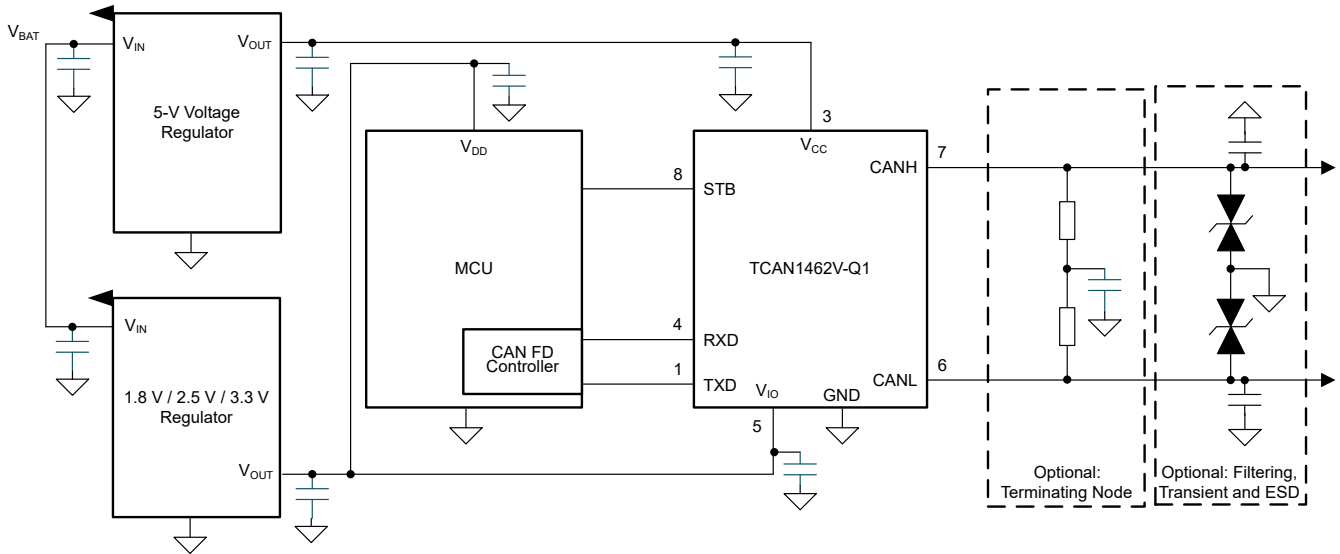 VBAT
VIN
VOUT
5-V Voltage
Regulator
VIN
1.8 V / 2.5 V / 3.3 V
Regulator
VOUT
VDD
MCU
CAN FD
Controller
8
4
1
3
VCC
STB
CANH
7
TCAN1462V-Q1
RXD
TXD
VIO
GND
CANL
6
5
Optional:
Terminating Node
Optional: Filtering,
Transient and ESD